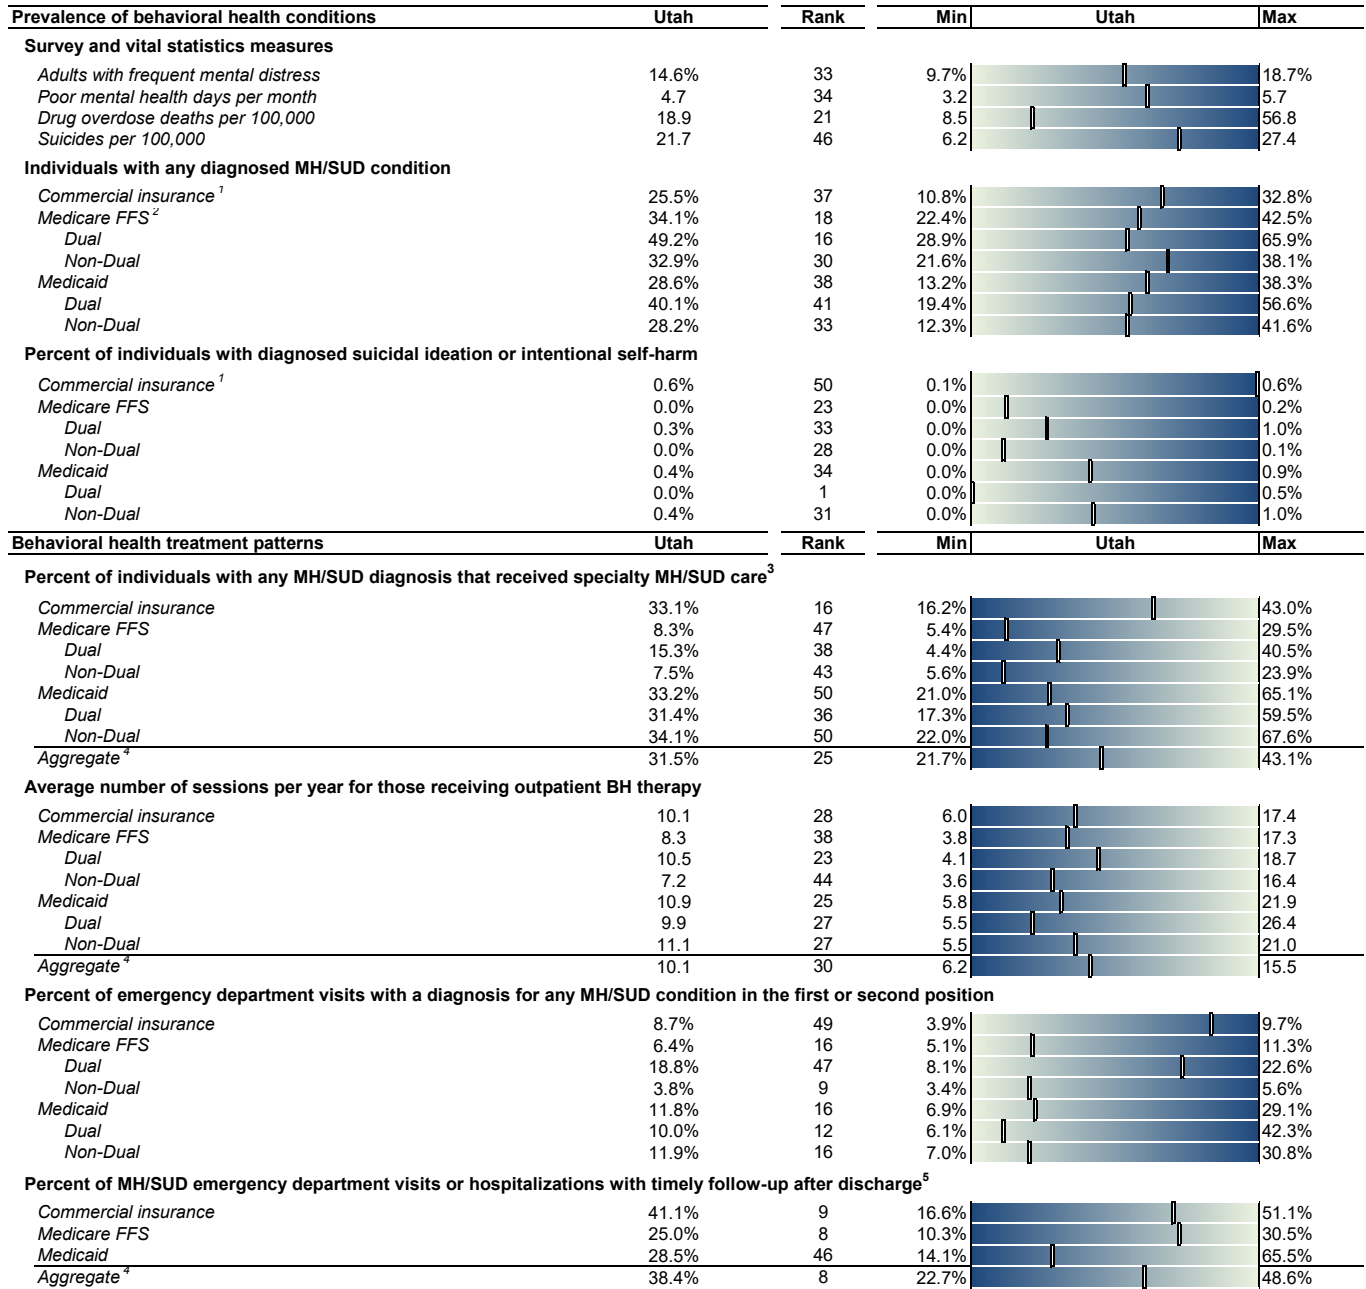 Prevalence of behavioral health conditions Utah Rank Min Utah Max
Survey and vital statistics measures
Adults with frequent mental distress 14.6% 33 9.7% 18.7%
Poor mental health days per month 4.7 34 3.2 5.7
Drug overdose deaths per 100,000 18.9 21 8.5 56.8
Suicides per 100,000 21.7 46 6.2 27.4
Individuals with any diagnosed MH/SUD condition
Commercial insurance 1 25.5% 37 10.8% 32.8%
Medicare FFS 2 34.1% 18 22.4% 42.5%
Dual 49.2% 16 28.9% 65.9%
Non-Dual 32.9% 30 21.6% 38.1%
Medicaid 28.6% 38 13.2% 38.3%
Dual 40.1% 41 19.4% 56.6%
Non-Dual 28.2% 33 12.3% 41.6%
Percent of individuals with diagnosed suicidal ideation or intentional self-harm
Commercial insurance 1 0.6% 50 0.1% 0.6%
Medicare FFS 0.0% 23 0.0% 0.2%
Dual 0.3% 33 0.0% 1.0%
Non-Dual 0.0% 28 0.0% 0.1%
Medicaid 0.4% 34 0.0% 0.9%
Dual 0.0% 1 0.0% 0.5%
Non-Dual 0.4% 31 0.0% 1.0%
Behavioral health treatment patterns Utah Rank Min Utah Max
Percent of individuals with any MH/SUD diagnosis that received specialty MH/SUD care3
Commercial insurance 33.1% 16 16.2% 43.0%
Medicare FFS 8.3% 47 5.4% 29.5%
Dual 15.3% 38 4.4% 40.5%
Non-Dual 7.5% 43 5.6% 23.9%
Medicaid 33.2% 50 21.0% 65.1%
Dual 31.4% 36 17.3% 59.5%
Non-Dual 34.1% 50 22.0% 67.6%
Aggregate 4 31.5% 25 21.7% 43.1%
Average number of sessions per year for those receiving outpatient BH therapy
Commercial insurance 10.1 28 6.0 17.4
Medicare FFS 8.3 38 3.8 17.3
Dual 10.5 23 4.1 18.7
Non-Dual 7.2 44 3.6 16.4
Medicaid 10.9 25 5.8 21.9
Dual 9.9 27 5.5 26.4
Non-Dual 11.1 27 5.5 21.0
Aggregate 4 10.1 30 6.2 15.5
Percent of emergency department visits with a diagnosis for any MH/SUD condition in the first or second position
Commercial insurance 8.7% 49 3.9% 9.7%
Medicare FFS 6.4% 16 5.1% 11.3%
Dual 18.8% 47 8.1% 22.6%
Non-Dual 3.8% 9 3.4% 5.6%
Medicaid 11.8% 16 6.9% 29.1%
Dual 10.0% 12 6.1% 42.3%
Non-Dual 11.9% 16 7.0% 30.8%
Percent of MH/SUD emergency department visits or hospitalizations with timely follow-up after discharge5
Commercial insurance 41.1% 9 16.6% 51.1%
Medicare FFS 25.0% 8 10.3% 30.5%
Medicaid 28.5% 46 14.1% 65.5%
Aggregate 4 38.4% 8 22.7% 48.6%